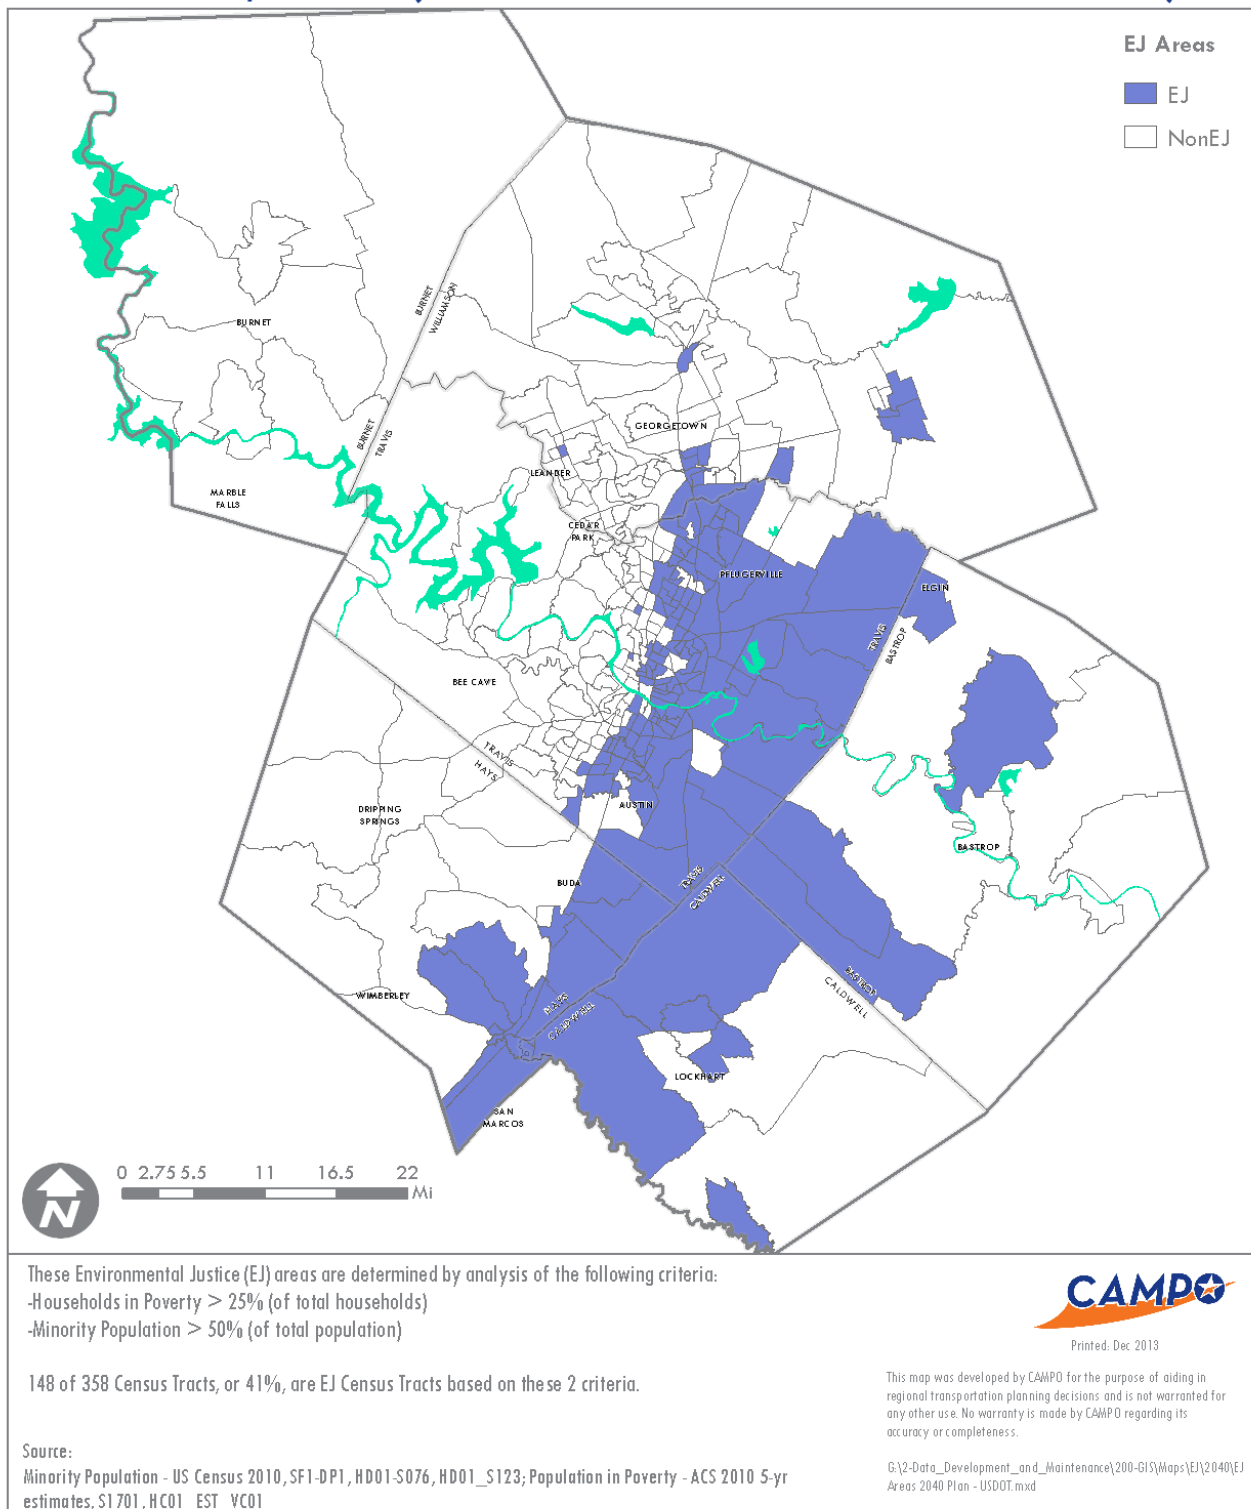 EJ Areas
EJ
NonEJ
BURNET
WILLIAMSON
BURNET
BURNET
TRAVIS
GEORGETOWN
LEANDER
MARBLE
FALLS
CEDAR
PARK
PFLUGERVILLE
ELGIN
TRAVIS
BASTROP
BEE CAVE
TRAVIS
HAYS
DRIPPING
SPRINGS
AUSTIN
BASTROP
BUDA
TRAVIS
CALDWELL
WIMBERLEY
HAYS
CALDWELL
BASTROP
CALDWELL
LOCKHART
SAN
MARCOS
N
0 2.75 5.5 11 16.5 22
Mi
These Environmental Justice (EJ) areas are determined by analysis of the following criteria:
-Households in Poverty > 25% (of total households)
-Minority Population > 50% (of total population)
148 of 358 Census Tracts, or 41%, are EJ Census Tracts based on these 2 criteria.
Source:
Minority Population - US Census 2010, SF1-DP1, HD01-S076, HD01_S123; Population in Poverty - ACS 2010 5-yr
estimates, S1701, HC01_EST_VC01
CAMPO
Printed: Dec 2013
This map was developed by CAMPO for the purpose of aiding in
regional transportation planning decisions and is not warranted for
any other use. No warranty is made by CAMPO regarding its
accuracy or completeness.
G:\2-Data_Development_and_Maintenance\200-GIS\Maps\EJ\2040\EJ
Areas 2040 Plan - USDOT.mxd